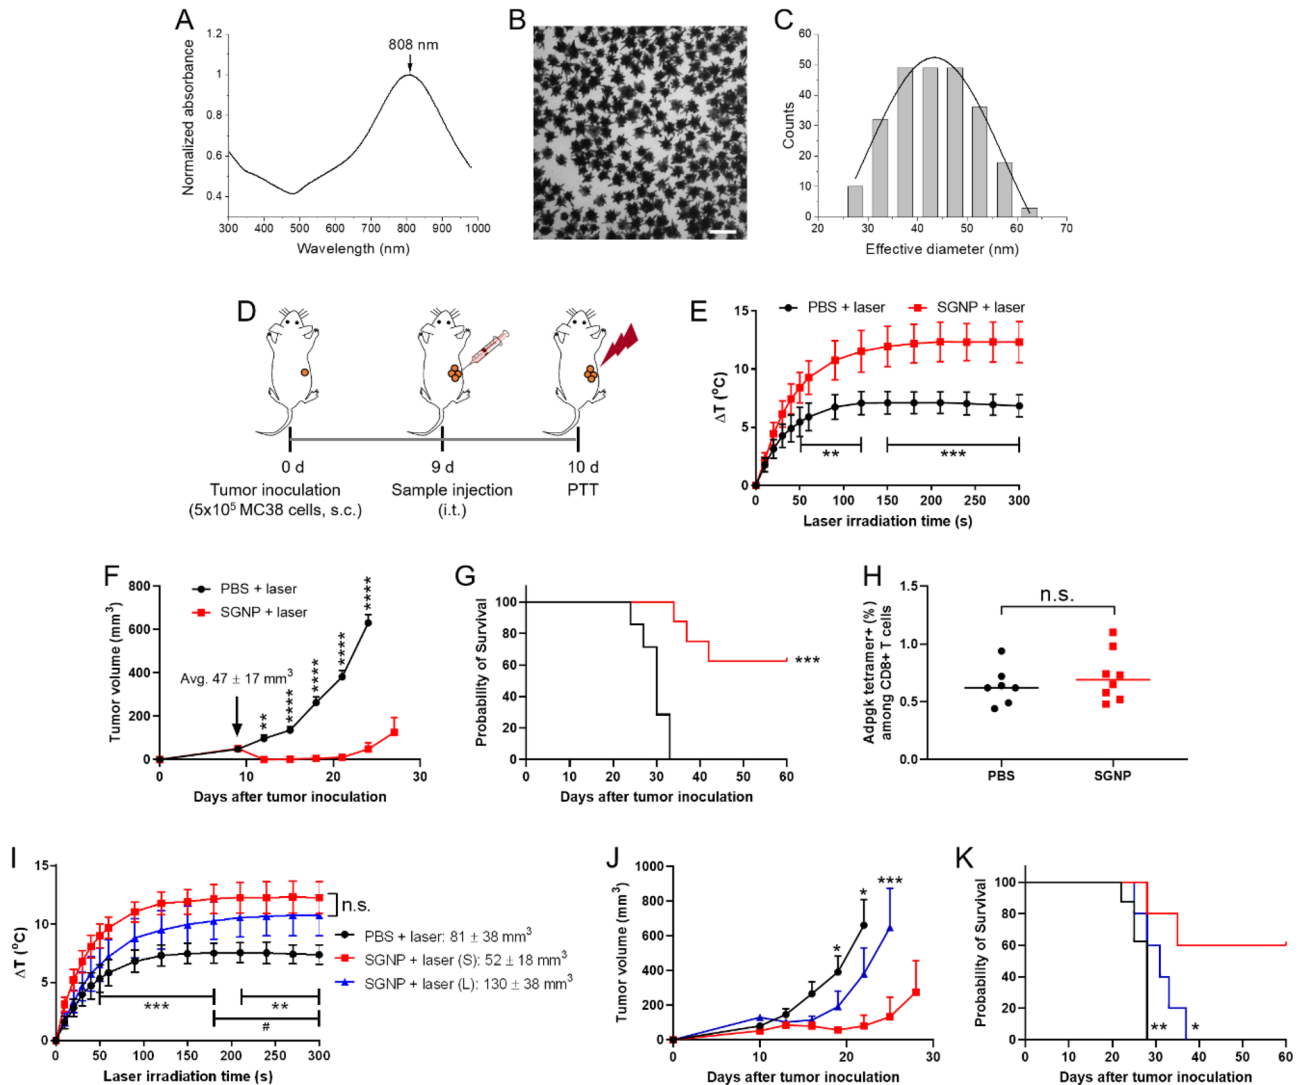 A
Normalized absorbance
1.2
1
0.8
0.6
0.4
808 nm
300 400 500 600 700 800 900 1000
Wavelength (nm)
B
C
Counts
60
50
40
30
20
10
0
20 30 40 50 60 70
Effective diameter (nm)
D
0 d
Tumor inoculation
(5x10⁵ MC38 cells, s.c.)
9 d
Sample injection
(i.t.)
10 d
PTT
E
PBS + laser
SGNP + laser
ΔT (°C)
15
10
5
0
**
***
0 50 100 150 200 250 300
Laser irradiation time (s)
F
Tumor volume (mm³)
800
600
400
200
0
PBS + laser
SGNP + laser
Avg. 47 ± 17 mm³
**
****
****
****
****
0 10 20 30
Days after tumor inoculation
G
Probability of Survival
100
80
60
40
20
0
***
0 10 20 30 40 50 60
Days after tumor inoculation
H
Adpgk tetramer+ (%)
among CD8+ T cells
1.5
1.0
0.5
0.0
n.s.
PBS
SGNP
I
ΔT (°C)
15
10
5
0
n.s.
PBS + laser: 81 ± 38 mm³
SGNP + laser (S): 52 ± 18 mm³
SGNP + laser (L): 130 ± 38 mm³
***
**
#
0 50 100 150 200 250 300
Laser irradiation time (s)
J
Tumor volume (mm³)
1000
800
600
400
200
0
*
*
***
0 10 20 30
Days after tumor inoculation
K
Probability of Survival
100
80
60
40
20
0
**
*
0 10 20 30 40 50 60
Days after tumor inoculation